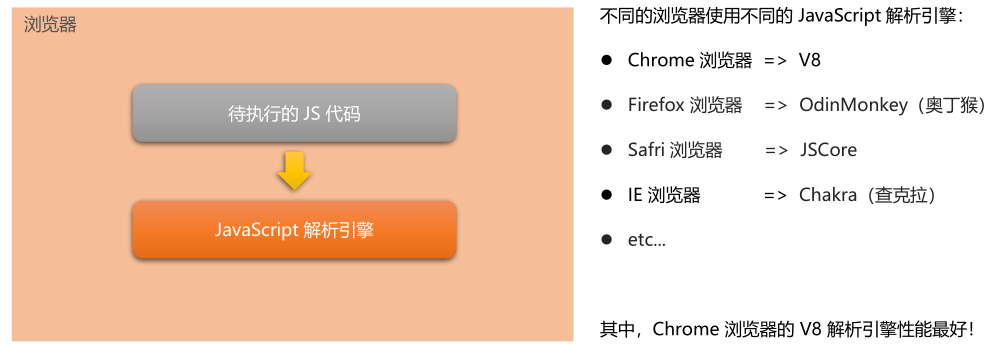 浏览器
待执行的 JS 代码
JavaScript 解析引擎
不同的浏览器使用不同的 JavaScript 解析引擎：
● Chrome 浏览器 => V8
● Firefox 浏览器 => OdinMonkey（奥丁猴）
● Safri 浏览器 => JSCore
● IE 浏览器 => Chakra（查克拉）
● etc...
其中，Chrome 浏览器的 V8 解析引擎性能最好！